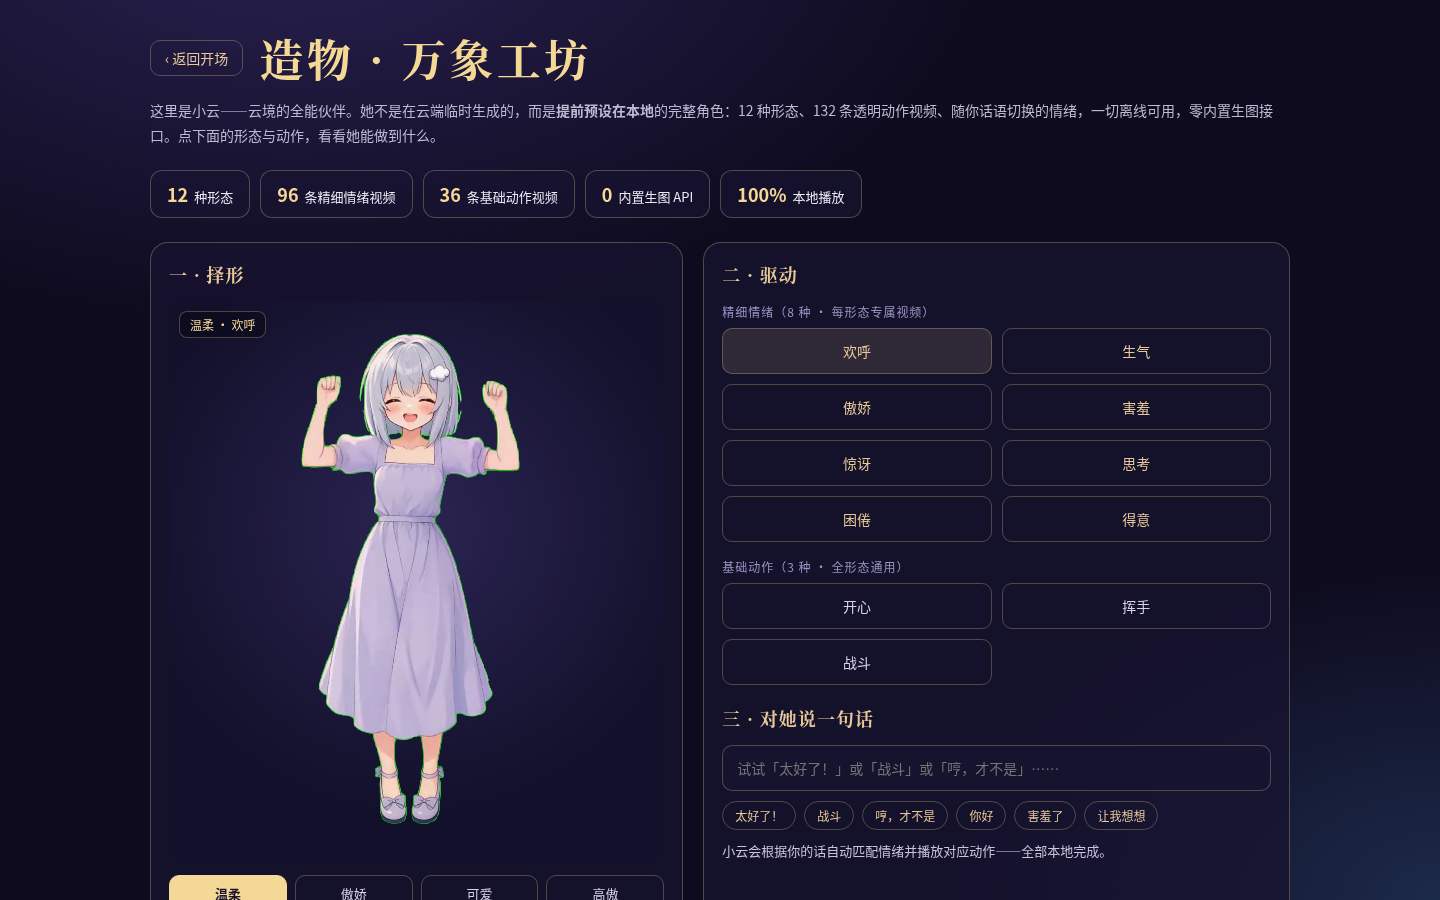 ‹ 返回开场
造物 · 万象工坊
这里是小云——云境的全能伙伴。她不是在云端临时生成的，而是提前预设在本地的完整角色：12 种形态、132 条透明动作视频、随你话语切换的情绪，一切离线可用，零内置生图接
口。点下面的形态与动作，看看她能做到什么。
12 种形态
96 条精细情绪视频
36 条基础动作视频
0 内置生图 API
100% 本地播放
一 · 择形
温柔 · 欢呼
温柔
傲娇
可爱
高傲
二 · 驱动
精细情绪（8 种 · 每形态专属视频）
欢呼
生气
傲娇
害羞
惊讶
思考
困倦
得意
基础动作（3 种 · 全形态通用）
开心
挥手
战斗
三 · 对她说一句话
试试「太好了！」或「战斗」或「哼，才不是」……
太好了！
战斗
哼，才不是
你好
害羞了
让我想想
小云会根据你的话自动匹配情绪并播放对应动作——全部本地完成。